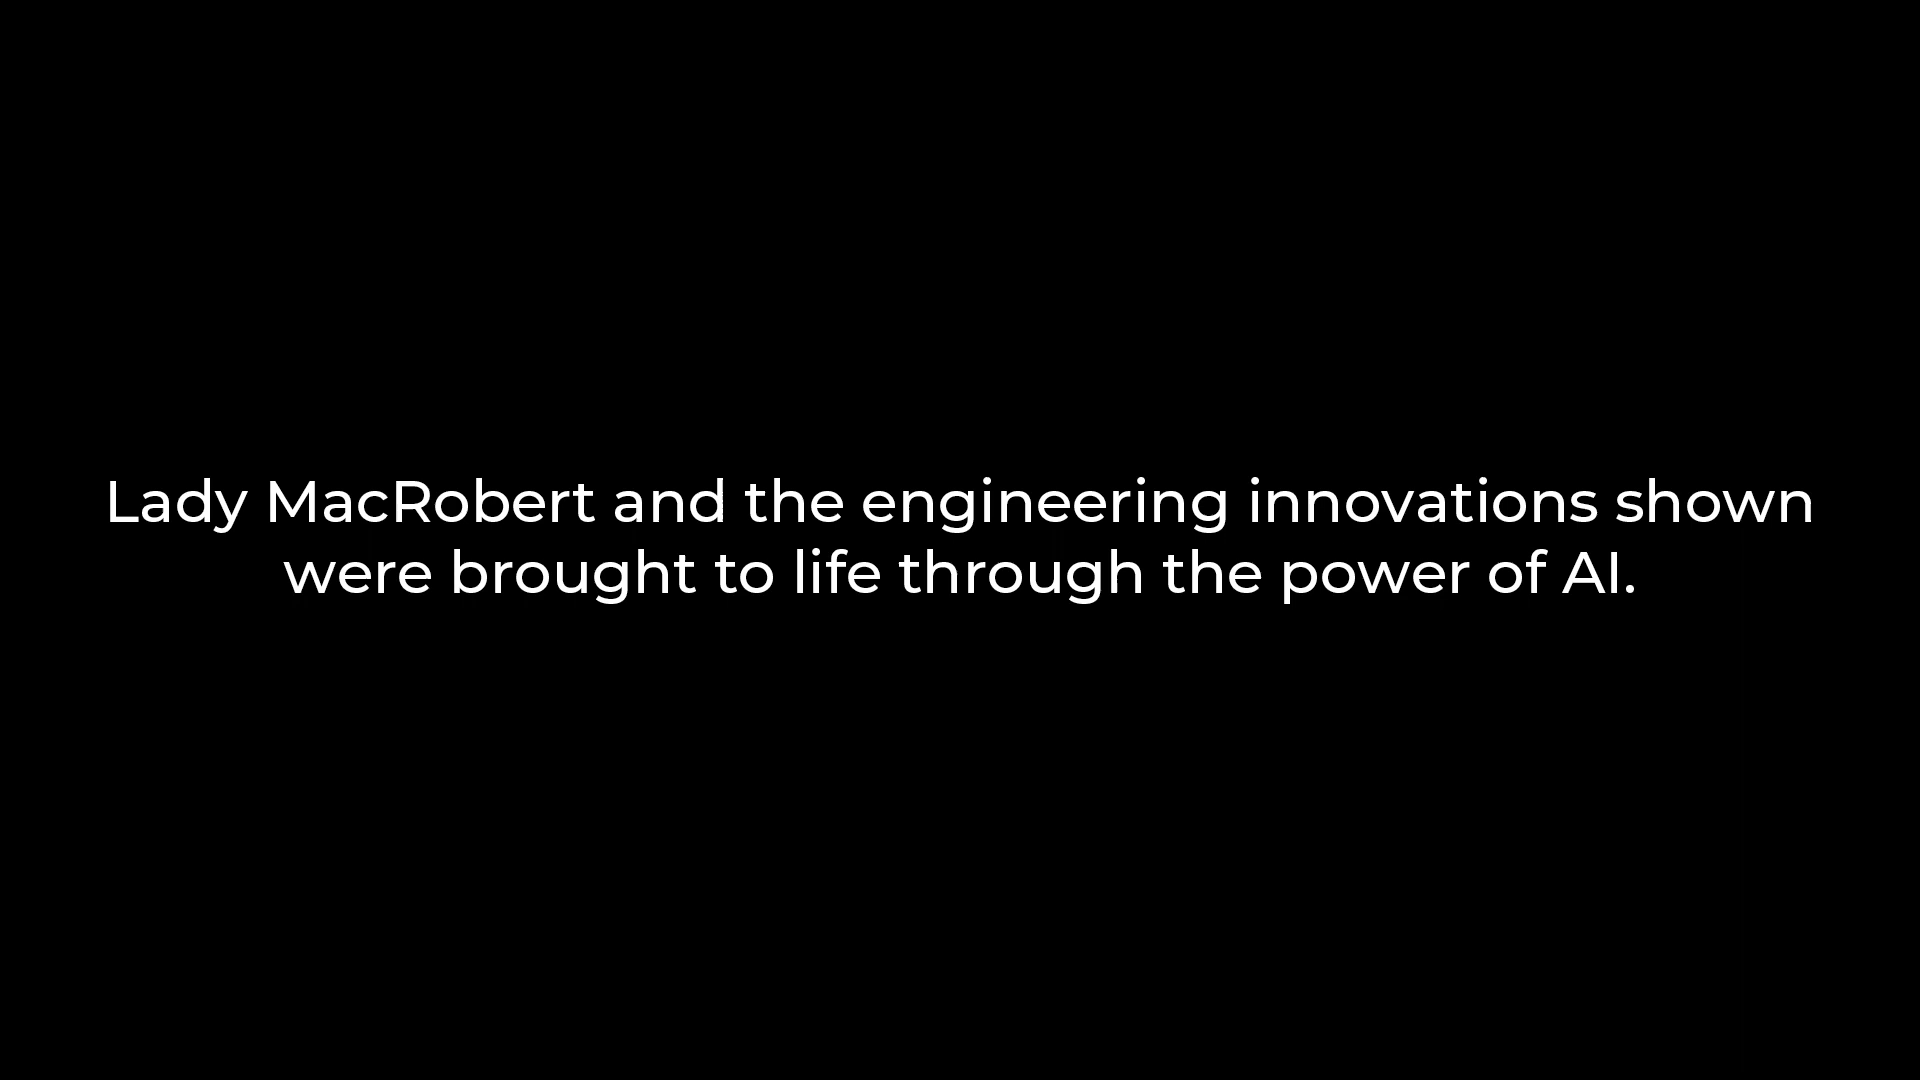 Lady MacRobert and the engineering innovations shown
were brought to life through the power of AI.